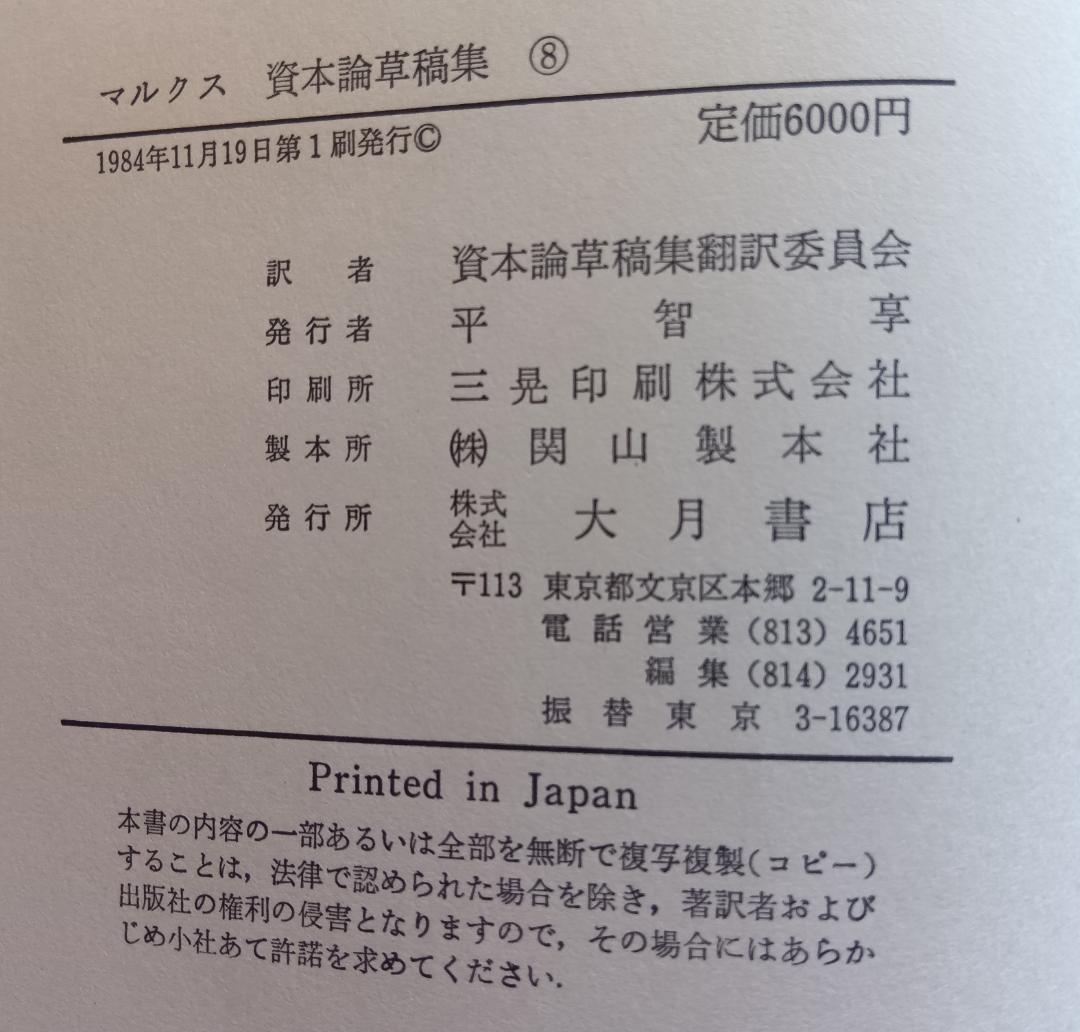 マルクス 資本論草稿集 ⑧
定価6000円
1984年11月19日第1刷発行©
訳者 資本論草稿集翻訳委員会
発行者 平智享
印刷所 三晃印刷株式会社
製本所 ㈱関山製本社
発行所 株式会社 大月書店
〒113 東京都文京区本郷 2-11-9
電話営業 (813) 4651
編集 (814) 2931
振替東京 3-16387
Printed in Japan
本書の内容の一部あるいは全部を無断で複写複製(コピー)
することは,法律で認められた場合を除き,著訳者および
出版社の権利の侵害となりますので,その場合にはあらか
じめ小社あて許諾を求めてください.